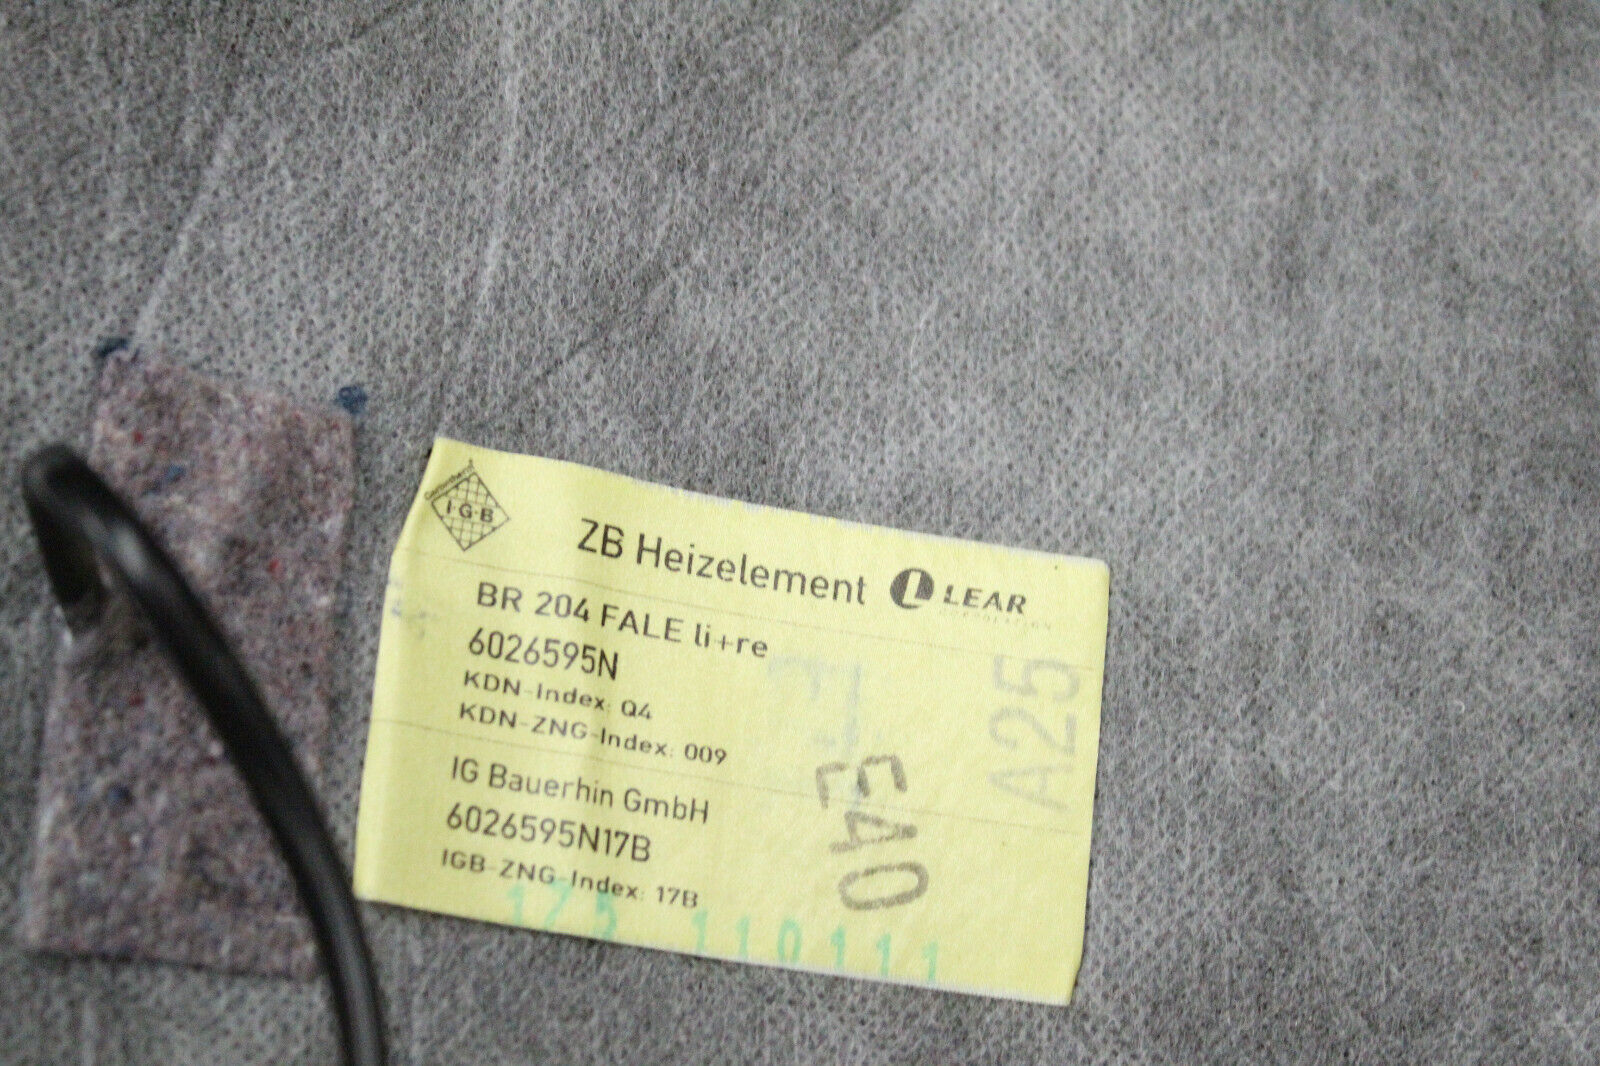 I·G·B
ZB Heizelement
LEAR
BR 204 FALE li+re
6026595N
KDN-Index: Q4
KDN-ZNG-Index: 009
IG Bauerhin GmbH
6026595N17B
IGB-ZNG-Index: 17B
A25
175 110111